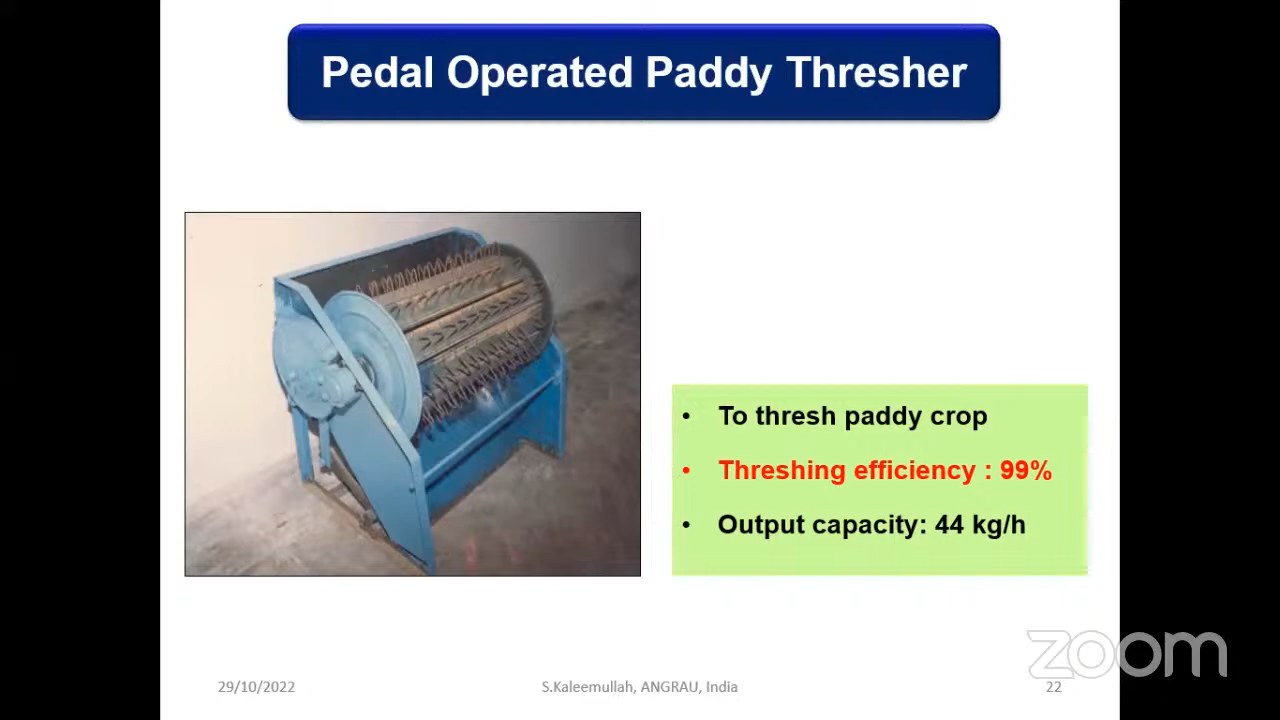 Pedal Operated Paddy Thresher
• To thresh paddy crop
• Threshing efficiency : 99%
• Output capacity: 44 kg/h
zoom
29/10/2022
S.Kaleemullah, ANGRAU, India
22